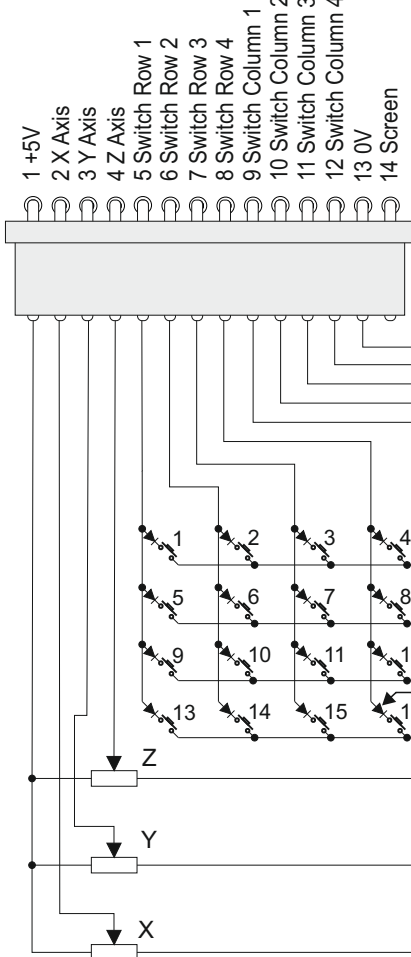 1 +5V
2 X Axis
3 Y Axis
4 Z Axis
5 Switch Row 1
6 Switch Row 2
7 Switch Row 3
8 Switch Row 4
9 Switch Column 1
10 Switch Column 2
11 Switch Column 3
12 Switch Column 4
13 0V
14 Screen
1 2 3 4
5 6 7 8
9 10 11 1
13 14 15 1
Z
Y
X